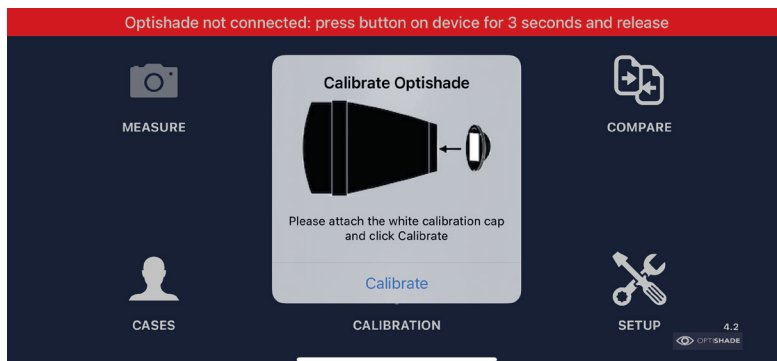 Optishade not connected: press button on device for 3 seconds and release
MEASURE
Calibrate Optishade
COMPARE
Please attach the white calibration cap
and click Calibrate
Calibrate
CASES
CALIBRATION
SETUP
4.2
OPTISHADE